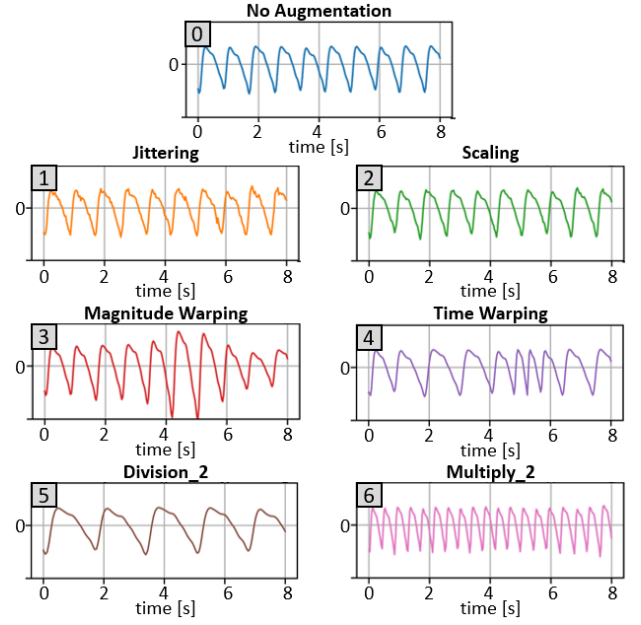 No Augmentation
0
0
0 2 4 6 8
time [s]
Jittering
1
0
0 2 4 6 8
time [s]
Scaling
2
0
0 2 4 6 8
time [s]
Magnitude Warping
3
0
0 2 4 6 8
time [s]
Time Warping
4
0
0 2 4 6 8
time [s]
Division_2
5
0
0 2 4 6 8
time [s]
Multiply_2
6
0
0 2 4 6 8
time [s]